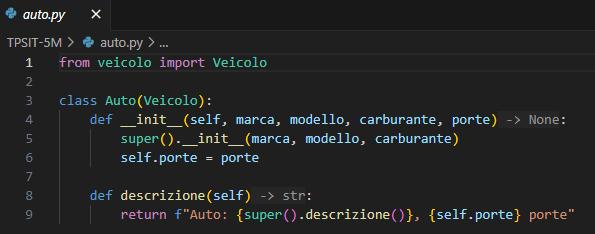 auto.py ×
TPSIT-5M > auto.py > ...
1 from veicolo import Veicolo
2
3 class Auto(Veicolo):
4     def __init__(self, marca, modello, carburante, porte) -> None:
5         super().__init__(marca, modello, carburante)
6         self.porte = porte
7
8     def descrizione(self) -> str:
9         return f"Auto: {super().descrizione()}, {self.porte} porte"